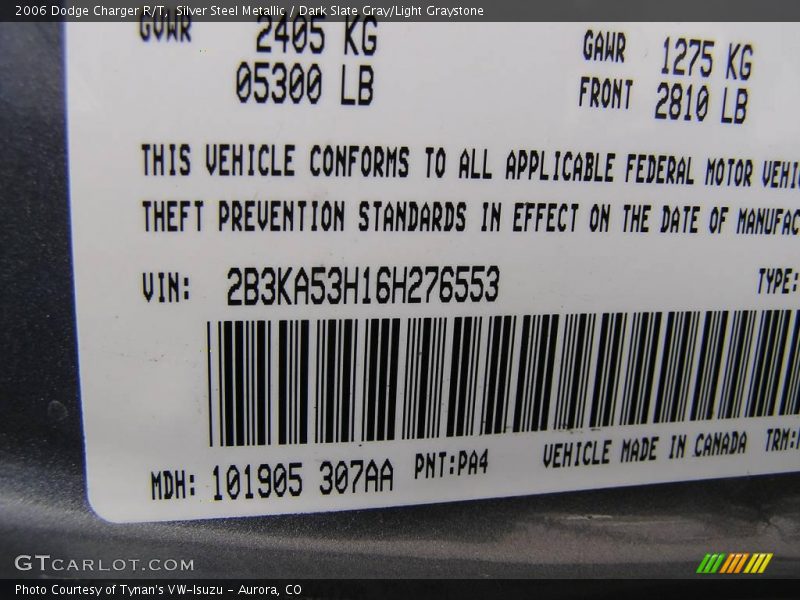 2006 Dodge Charger R/T, Silver Steel Metallic / Dark Slate Gray/Light Graystone
GVWR 2405 KG GAWR 1275 KG
05300 LB FRONT 2810 LB
THIS VEHICLE CONFORMS TO ALL APPLICABLE FEDERAL MOTOR VEHIC
THEFT PREVENTION STANDARDS IN EFFECT ON THE DATE OF MANUFAC
VIN: 2B3KA53H16H276553 TYPE:
MDH: 101905 307AA PNT:PA4 VEHICLE MADE IN CANADA TRM:
GTCARLOT.COM
Photo Courtesy of Tynan's VW-Isuzu - Aurora, CO